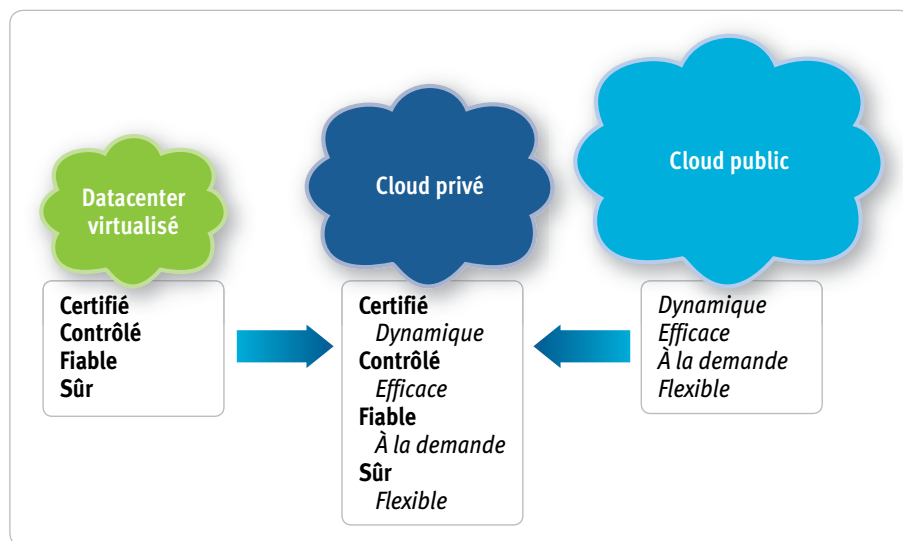 Datacenter
virtualisé
Cloud privé
Cloud public
Certifié
Contrôlé
Fiable
Sûr
Certifié
Dynamique
Contrôlé
Efficace
Fiable
À la demande
Sûr
Flexible
Dynamique
Efficace
À la demande
Flexible